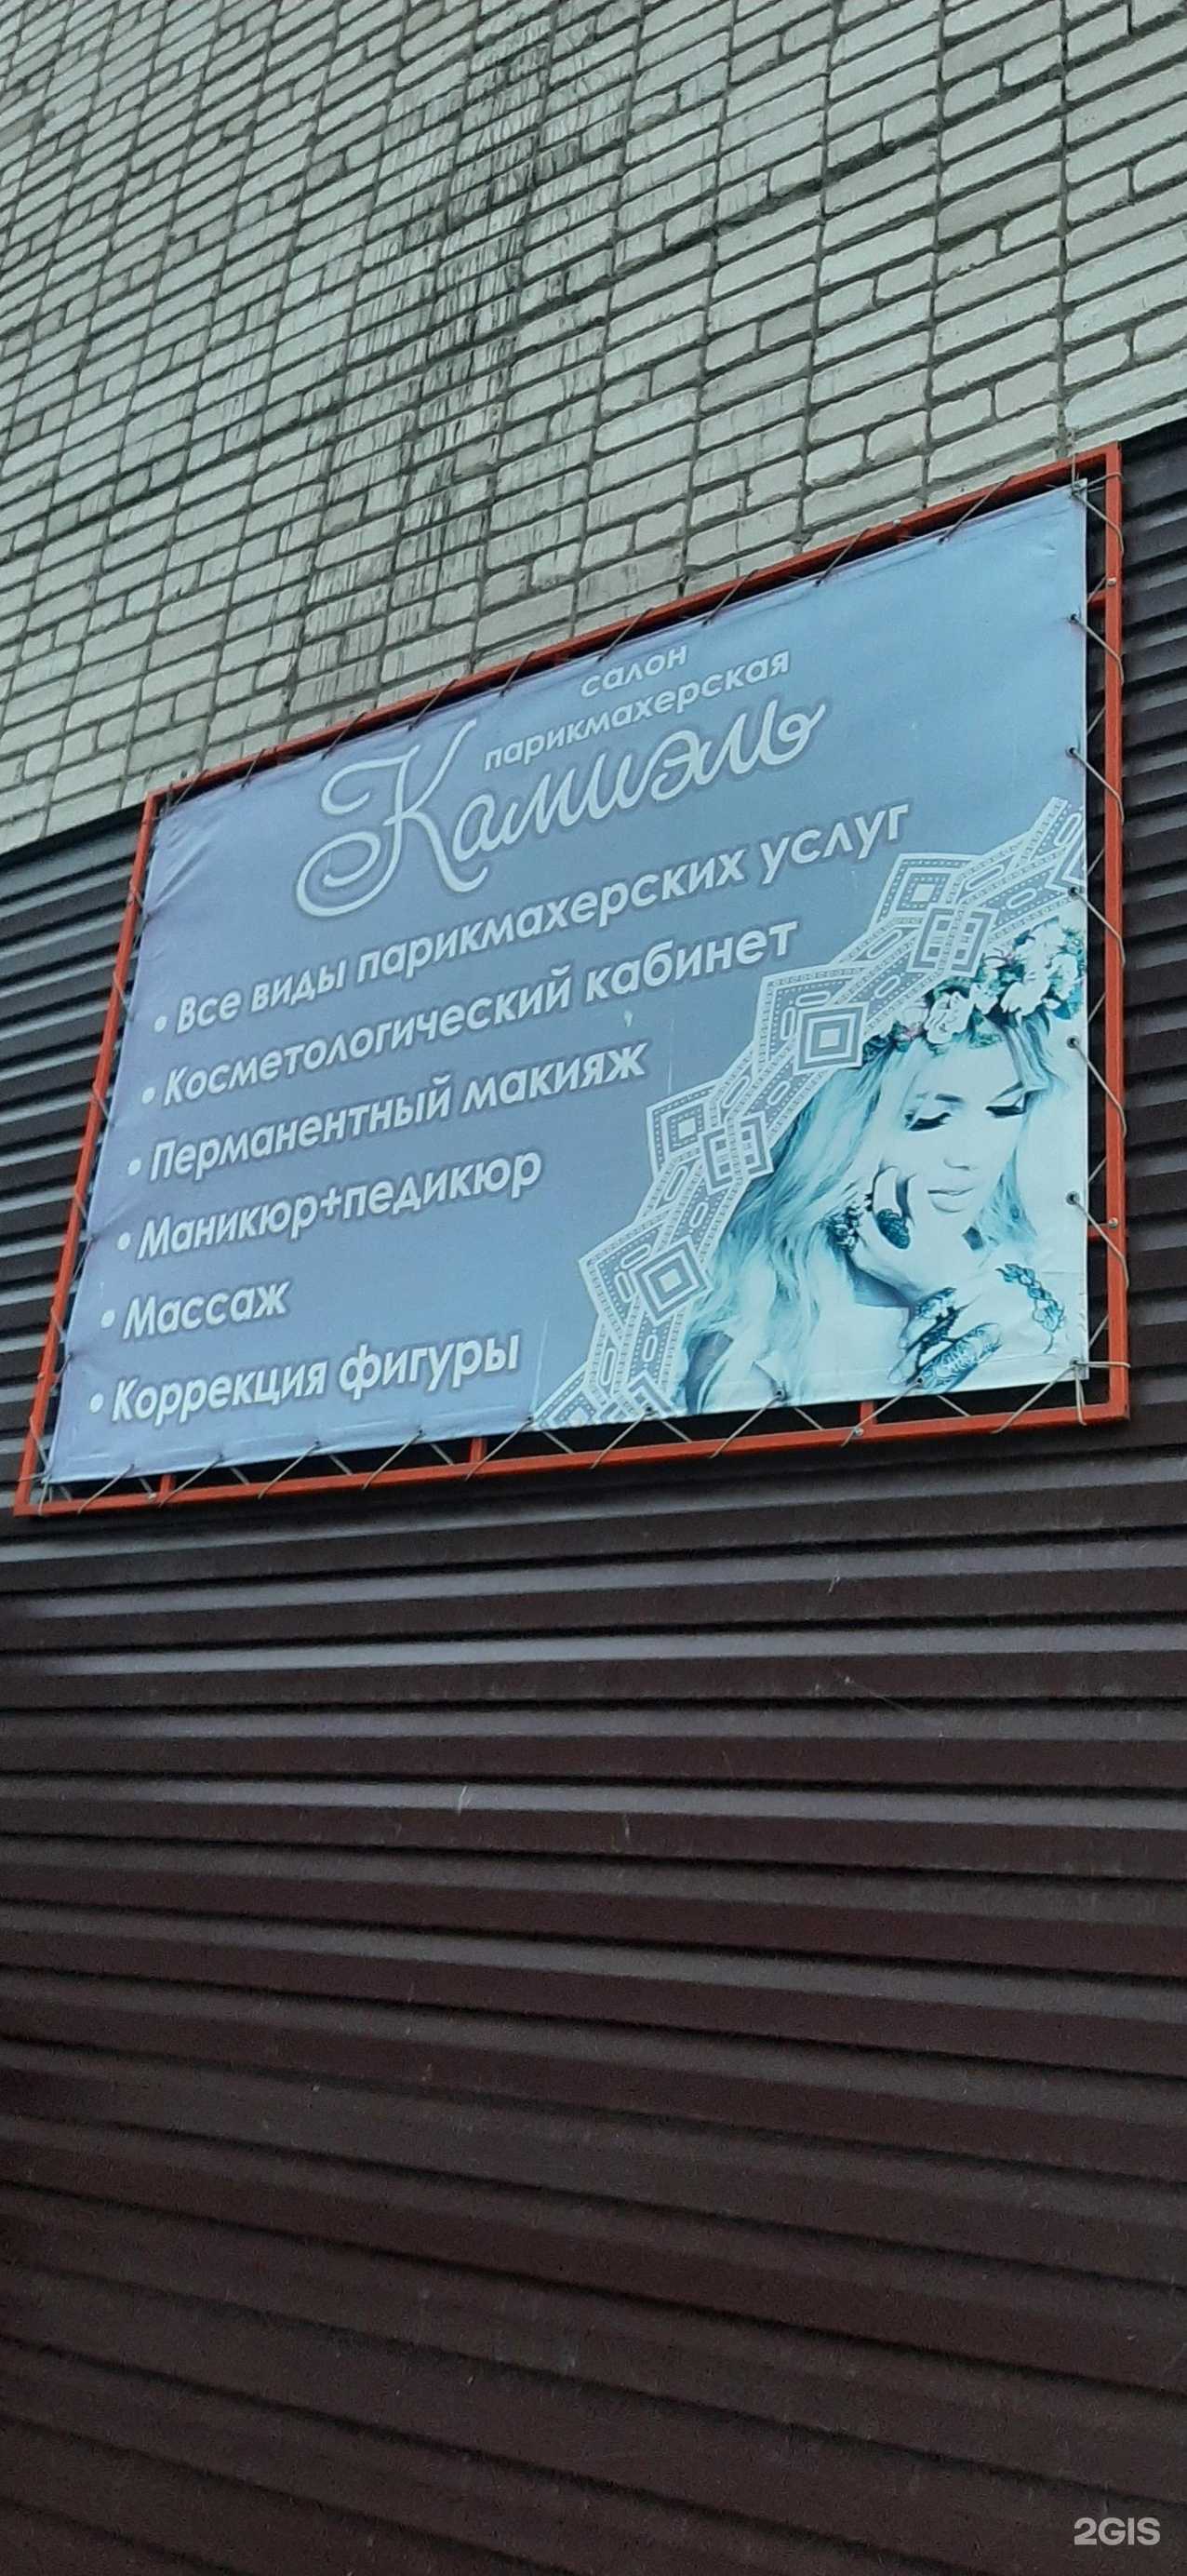 салон
парикмахерская
Камиэль
• Все виды парикмахерских услуг
• Косметологический кабинет
• Перманентный макияж
• Маникюр+педикюр
• Массаж
• Коррекция фигуры
2GIS